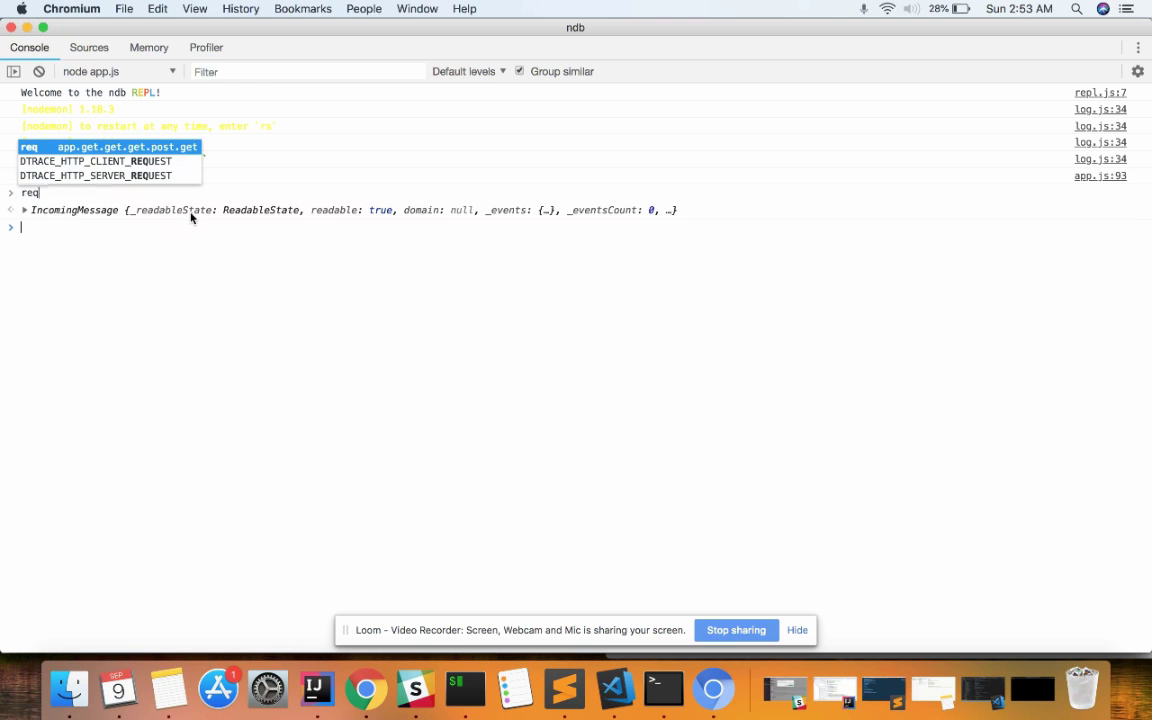 Chromium File Edit View History Bookmarks People Window Help 28% Sun 2:53 AM
ndb
Console Sources Memory Profiler
node app.js Filter Default levels Group similar
Welcome to the ndb REPL! repl.js:7
[nodemon] 1.18.3 log.js:34
[nodemon] to restart at any time, enter `rs` log.js:34
req app.get.get.get.post.get log.js:34
DTRACE_HTTP_CLIENT_REQUEST log.js:34
DTRACE_HTTP_SERVER_REQUEST app.js:93
> req
IncomingMessage {_readableState: ReadableState, readable: true, domain: null, _events: {…}, _eventsCount: 0, …}
>
Loom - Video Recorder: Screen, Webcam and Mic is sharing your screen. Stop sharing Hide
1
SEP
9
IJ
$
>_